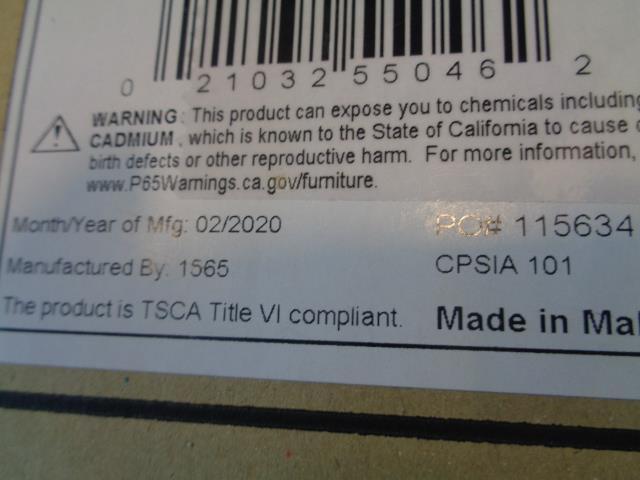 0 21032 55046 2
WARNING: This product can expose you to chemicals including
CADMIUM, which is known to the State of California to cause
birth defects or other reproductive harm. For more information,
www.P65Warnings.ca.gov/furniture.
Month/Year of Mfg: 02/2020 PO# 115634
Manufactured By: 1565 CPSIA 101
The product is TSCA Title VI compliant. Made in